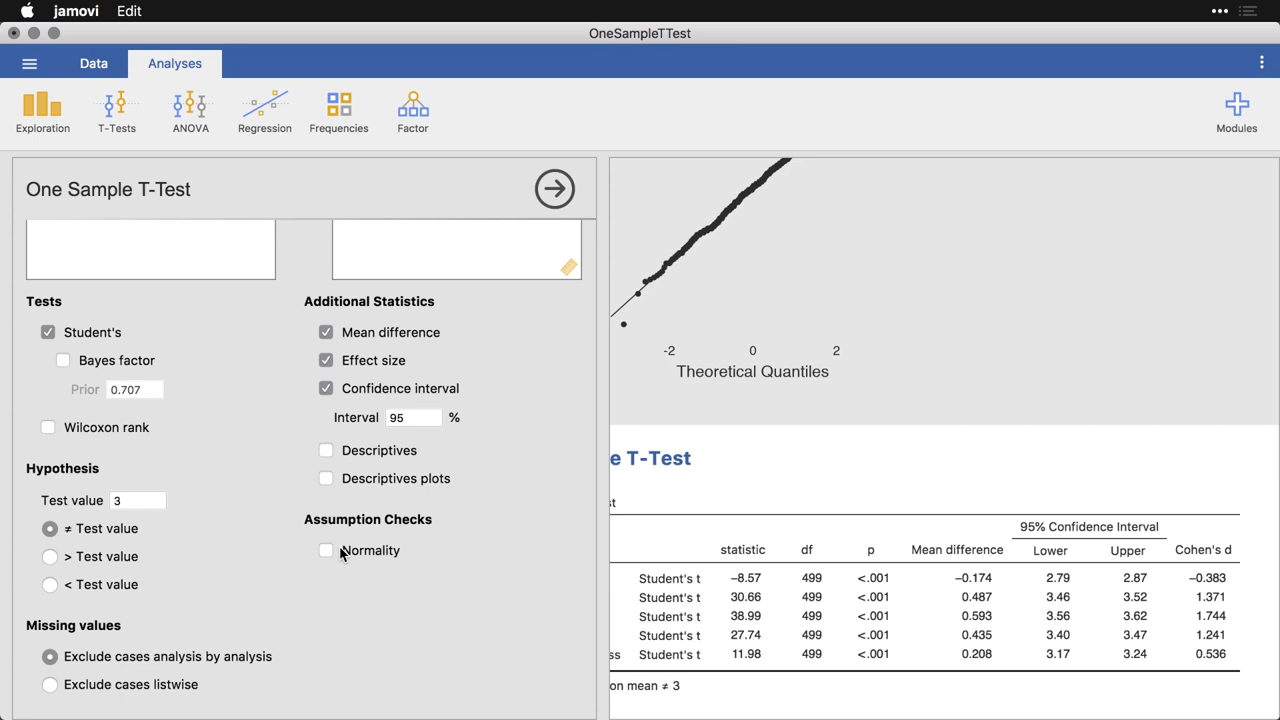 jamovi Edit
OneSampleTTest
Data Analyses
Exploration T-Tests ANOVA Regression Frequencies Factor Modules
One Sample T-Test
Tests
Student's
Bayes factor
Prior 0.707
Wilcoxon rank
Hypothesis
Test value 3
≠ Test value
> Test value
< Test value
Missing values
Exclude cases analysis by analysis
Exclude cases listwise
Additional Statistics
Mean difference
Effect size
Confidence interval
Interval 95 %
Descriptives
Descriptives plots
Assumption Checks
Normality
-2 0 2
Theoretical Quantiles
e T-Test
st
95% Confidence Interval
statistic df p Mean difference Lower Upper Cohen's d
Student's t -8.57 499 <.001 -0.174 2.79 2.87 -0.383
Student's t 30.66 499 <.001 0.487 3.46 3.52 1.371
Student's t 38.99 499 <.001 0.593 3.56 3.62 1.744
Student's t 27.74 499 <.001 0.435 3.40 3.47 1.241
ss Student's t 11.98 499 <.001 0.208 3.17 3.24 0.536
on mean ≠ 3